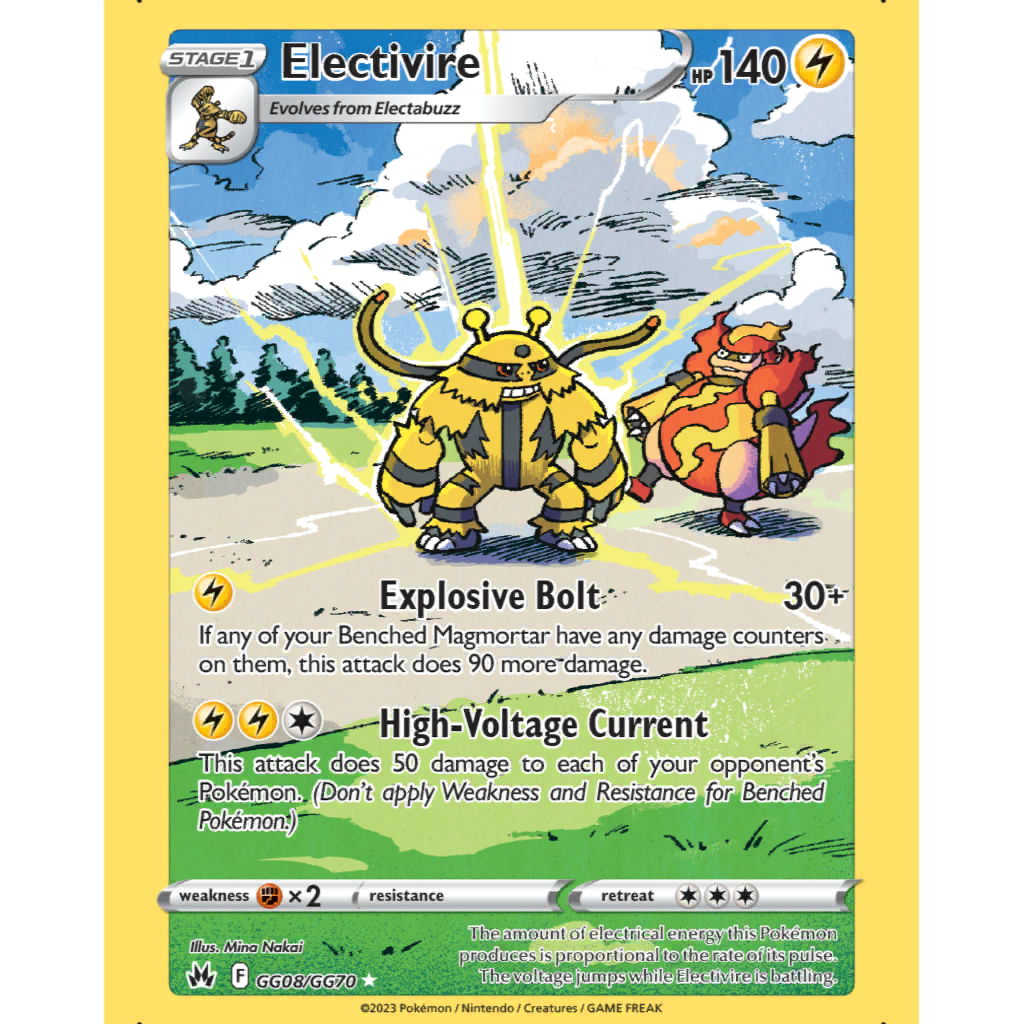 STAGE1 Electivire HP 140
Evolves from Electabuzz
Explosive Bolt 30+
If any of your Benched Magmortar have any damage counters
on them, this attack does 90 more damage.
High-Voltage Current
This attack does 50 damage to each of your opponent's
Pokémon. (Don't apply Weakness and Resistance for Benched
Pokémon.)
weakness ×2 resistance retreat
The amount of electrical energy this Pokémon
produces is proportional to the rate of its pulse.
The voltage jumps while Electivire is battling.
Illus. Mina Nakai
F GG08/GG70
©2023 Pokémon / Nintendo / Creatures / GAME FREAK